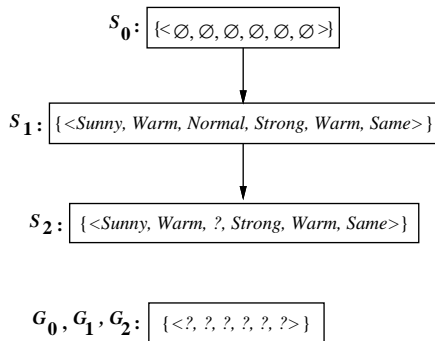 S0: {<∅, ∅, ∅, ∅, ∅, ∅>}
S1: {<Sunny, Warm, Normal, Strong, Warm, Same>}
S2: {<Sunny, Warm, ?, Strong, Warm, Same>}
G0, G1, G2: {<?, ?, ?, ?, ?, ?>}